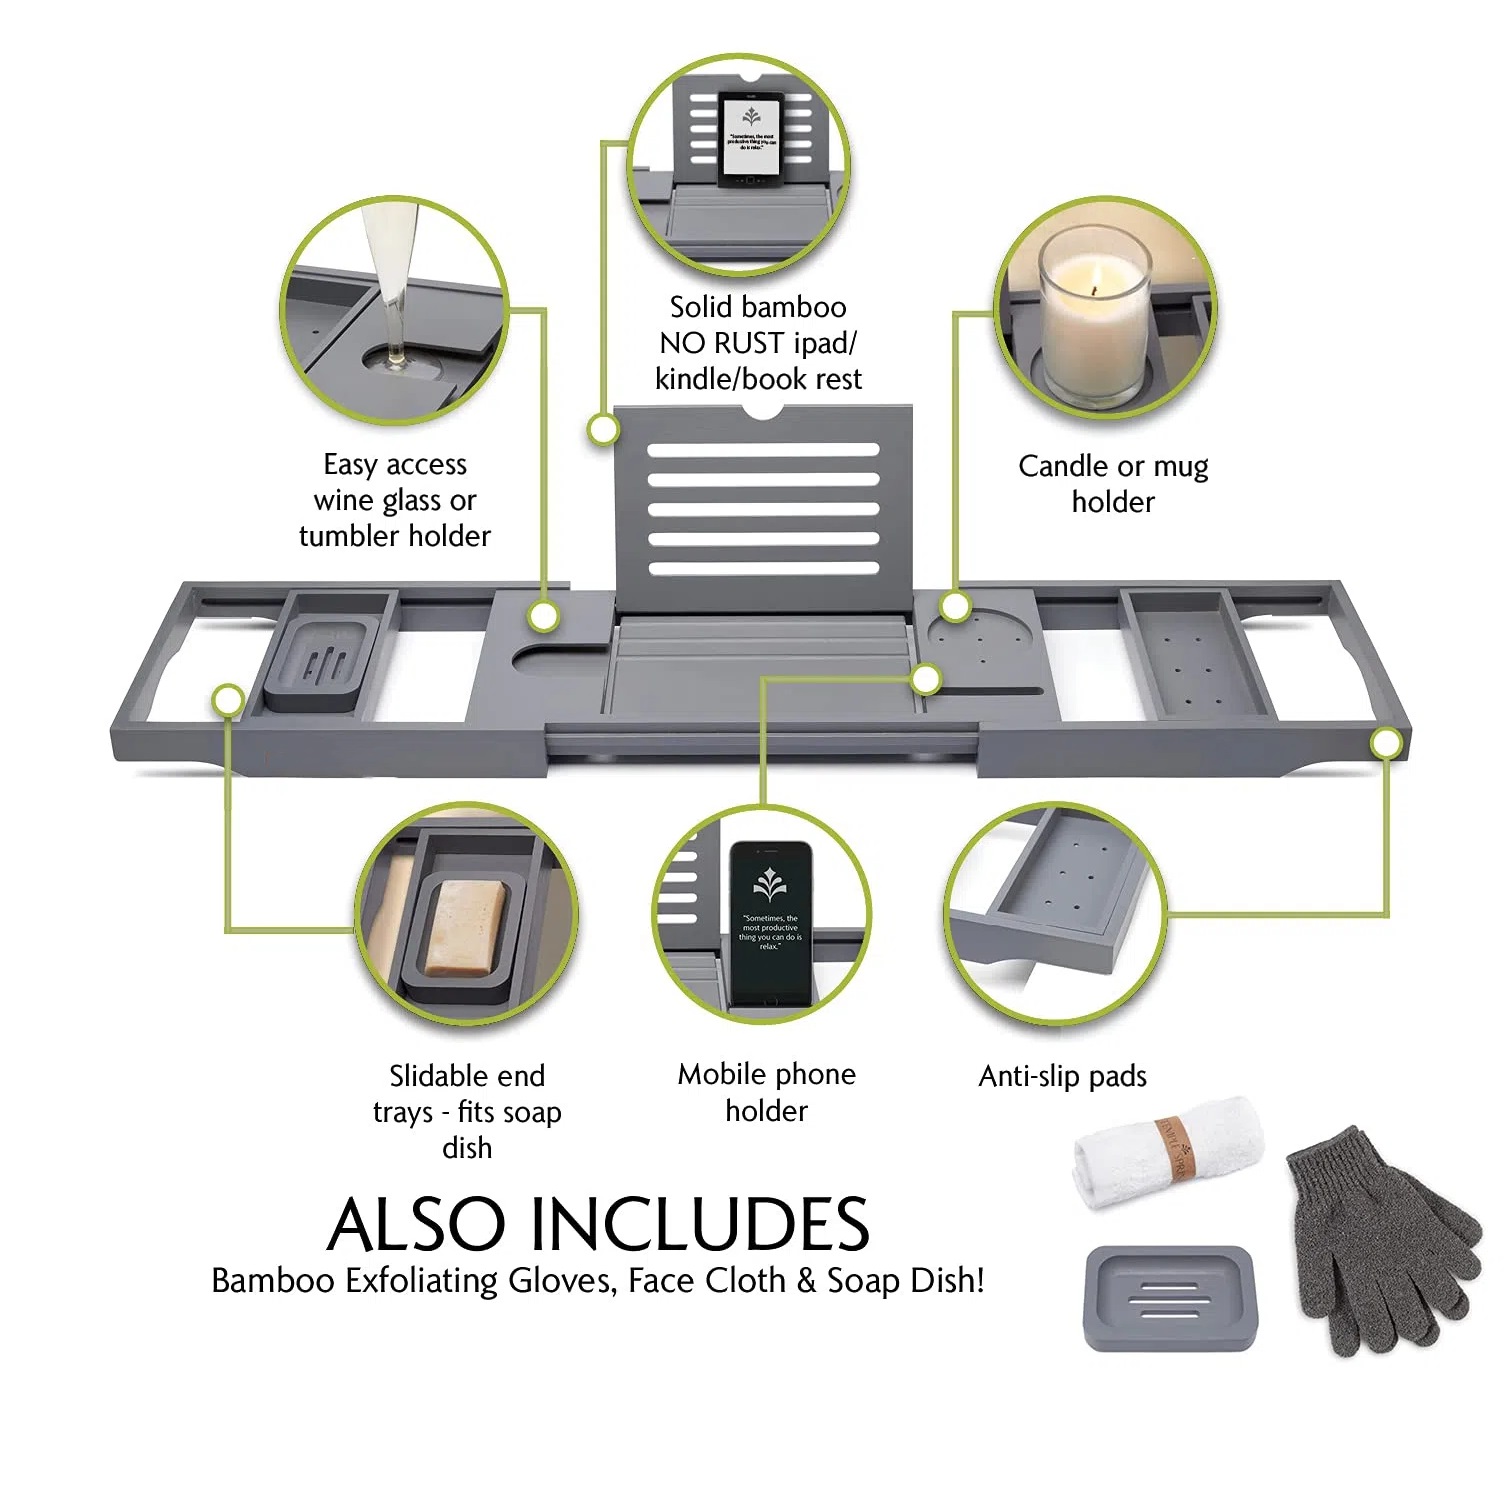 "Sometimes, the most
productive thing you can
do is relax."
Solid bamboo
NO RUST ipad/
kindle/book rest
Easy access
wine glass or
tumbler holder
Candle or mug
holder
"Sometimes, the
most productive
thing you can do is
relax."
Slidable end
trays - fits soap
dish
Mobile phone
holder
Anti-slip pads
ALSO INCLUDES
Bamboo Exfoliating Gloves, Face Cloth & Soap Dish!